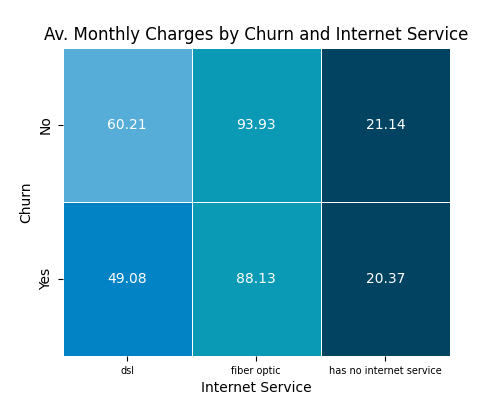 Av. Monthly Charges by Churn and Internet Service
No
60.21 93.93 21.14
Churn
Yes
49.08 88.13 20.37
dsl fiber optic has no internet service
Internet Service